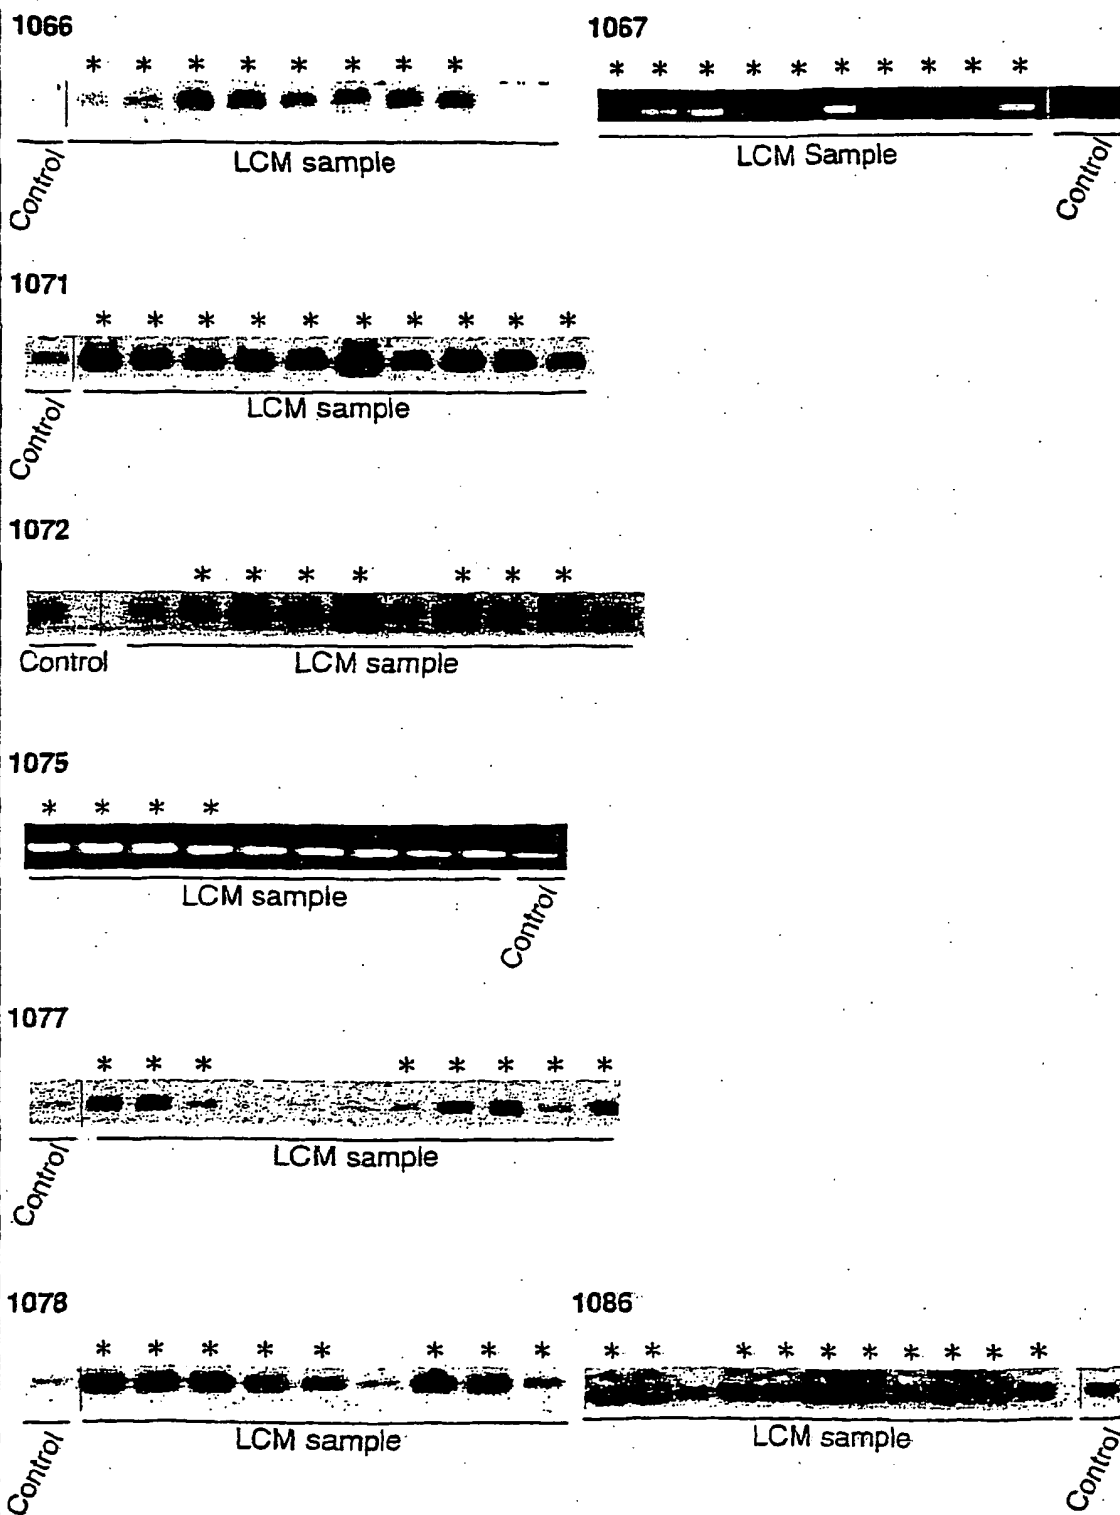 1066
* * * * * * * *
Control
LCM sample
1067
* * * * * * * * * *
LCM Sample
Control
1071
* * * * * * * * * *
Control
LCM sample
1072
* * * * * * *
Control
LCM sample
1075
* * * *
LCM sample
Control
1077
* * * * * * * *
Control
LCM sample
1078
* * * * * * * *
Control
LCM sample
1086
* * * * * * * * * *
LCM sample
Control